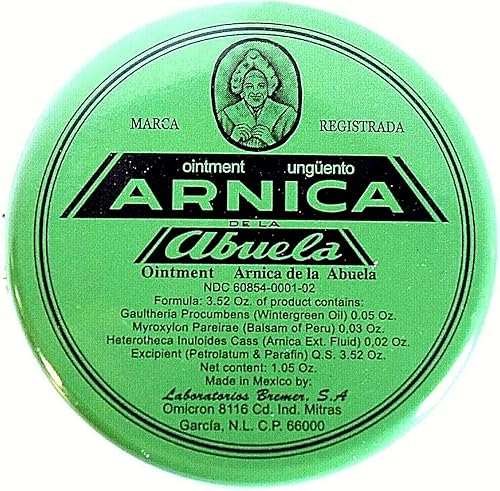 MARCA REGISTRADA
ointment ungüento
ARNICA
DE LA
Abuela
Ointment Arnica de la Abuela
NDC 60854-0001-02
Formula: 3.52 Oz. of product contains:
Gaultheria Procumbens (Wintergreen Oil) 0.05 Oz.
Myroxylon Pareirae (Balsam of Peru) 0,03 Oz.
Heterotheca Inuloides Cass (Arnica Ext. Fluid) 0,02 Oz.
Excipient (Petrolatum & Parafin) Q.S. 3.52 Oz.
Net content: 1.05 Oz.
Made in Mexico by:
Laboratorios Bremer, S.A
Omicron 8116 Cd. Ind. Mitras
García, N.L. C.P. 66000